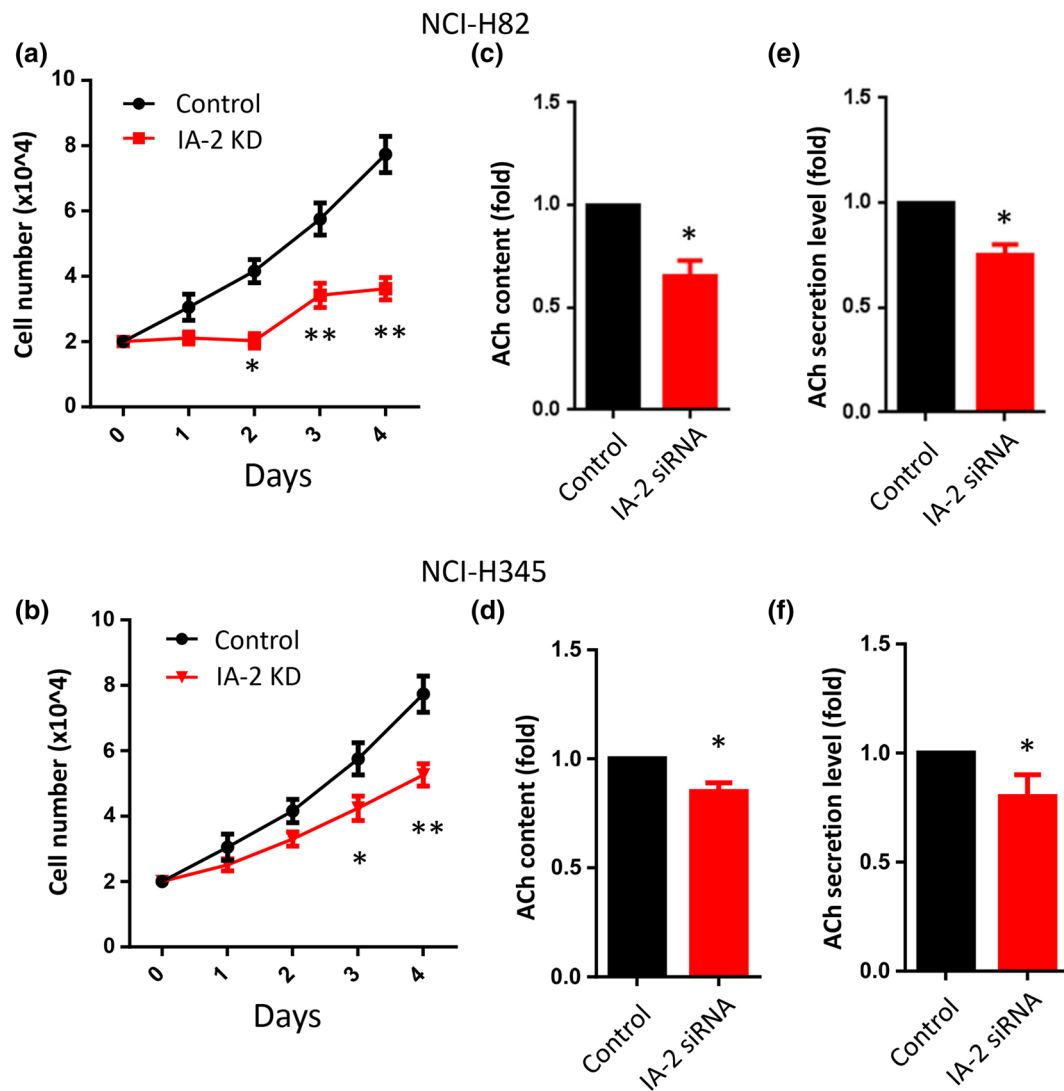 NCI-H82
(a)
10
8
6
4
2
0
Cell number (x10^4)
Control
IA-2 KD
*
**
**
0
1
2
3
4
Days
(c)
1.5
1.0
0.5
0.0
ACh content (fold)
*
Control
IA-2 siRNA
(e)
1.5
1.0
0.5
0.0
ACh secretion level (fold)
*
Control
IA-2 siRNA
NCI-H345
(b)
10
8
6
4
2
0
Cell number (x10^4)
Control
IA-2 KD
*
**
0
1
2
3
4
Days
(d)
1.5
1.0
0.5
0.0
ACh content (fold)
*
Control
IA-2 siRNA
(f)
1.5
1.0
0.5
0.0
ACh secretion level (fold)
*
Control
IA-2 siRNA